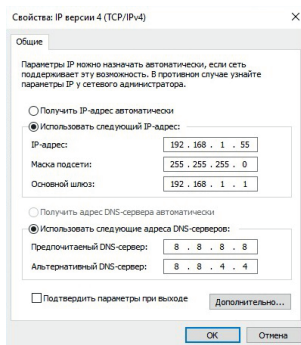 Свойства: IP версии 4 (TCP/IPv4)
Общие
Параметры IP можно назначать автоматически, если сеть
поддерживает эту возможность. В противном случае узнайте
параметры IP у сетевого администратора.
Получить IP-адрес автоматически
Использовать следующий IP-адрес:
IP-адрес: 192 . 168 . 1 . 55
Маска подсети: 255 . 255 . 255 . 0
Основной шлюз: 192 . 168 . 1 . 1
Получить адрес DNS-сервера автоматически
Использовать следующие адреса DNS-серверов:
Предпочитаемый DNS-сервер: 8 . 8 . 8 . 8
Альтернативный DNS-сервер: 8 . 8 . 4 . 4
Подтвердить параметры при выходе
Дополнительно...
OK Отмена